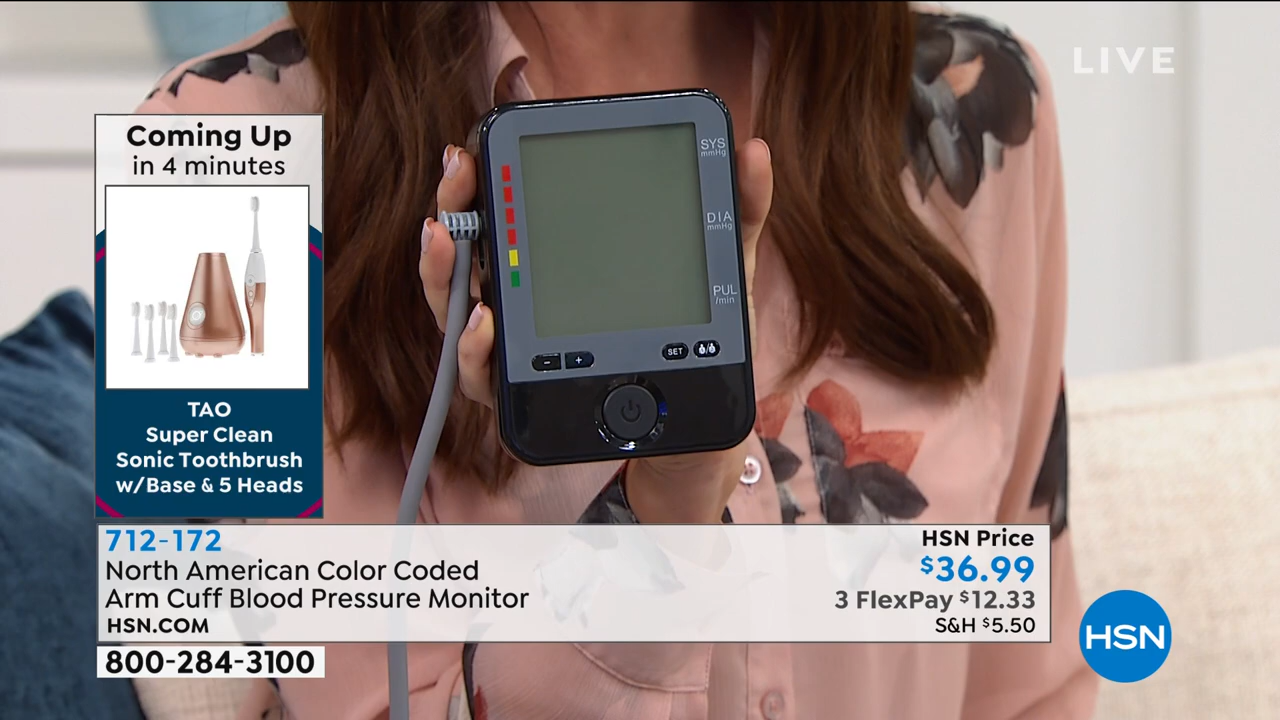 LIVE
Coming Up
in 4 minutes
TAO
Super Clean
Sonic Toothbrush
w/Base & 5 Heads
SYS
mmHg
DIA
mmHg
PUL
/min
-
+
SET
712-172
North American Color Coded
Arm Cuff Blood Pressure Monitor
HSN.COM
HSN Price
$36.99
3 FlexPay $12.33
S&H $5.50
800-284-3100
HSN